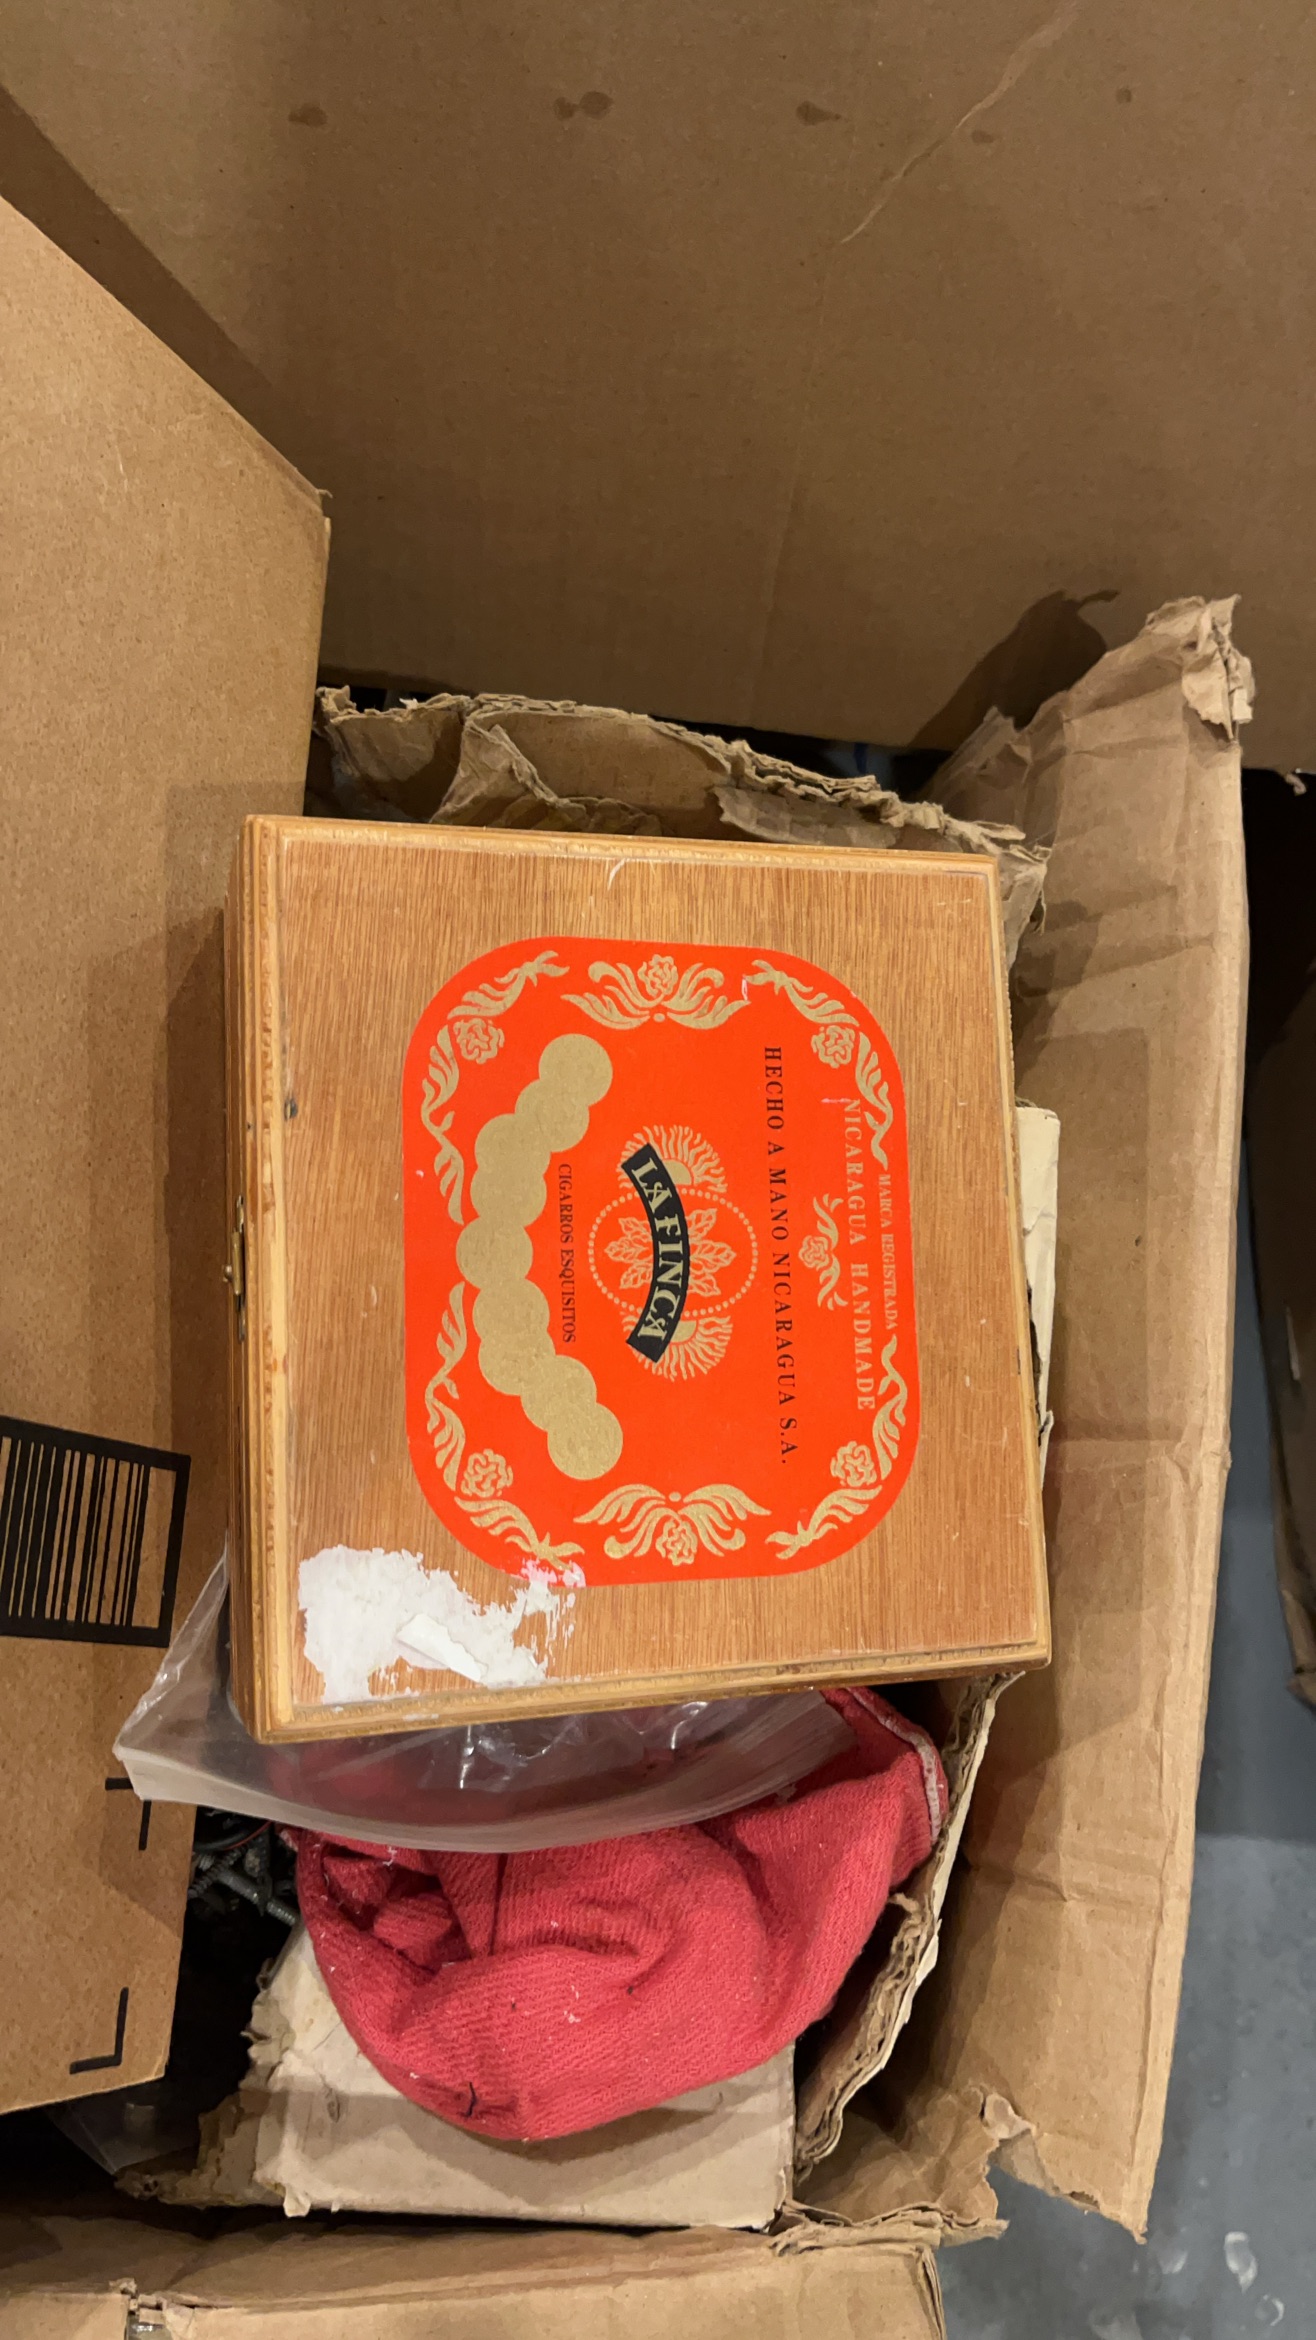 MARCA REGISTRADA
NICARAGUA HANDMADE
HECHO A MANO NICARAGUA S.A.
LA FINCA
CIGARROS ESQUISITOS